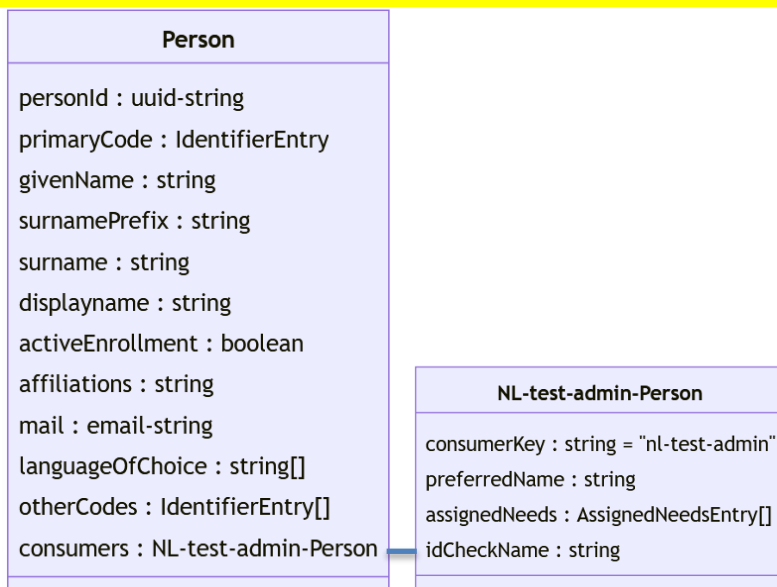 Person
personId : uuid-string
primaryCode : IdentifierEntry
givenName : string
surnamePrefix : string
surname : string
displayname : string
activeEnrollment : boolean
affiliations : string
mail : email-string
languageOfChoice : string[]
otherCodes : IdentifierEntry[]
consumers : NL-test-admin-Person
NL-test-admin-Person
consumerKey : string = "nl-test-admin"
preferredName : string
assignedNeeds : AssignedNeedsEntry[]
idCheckName : string